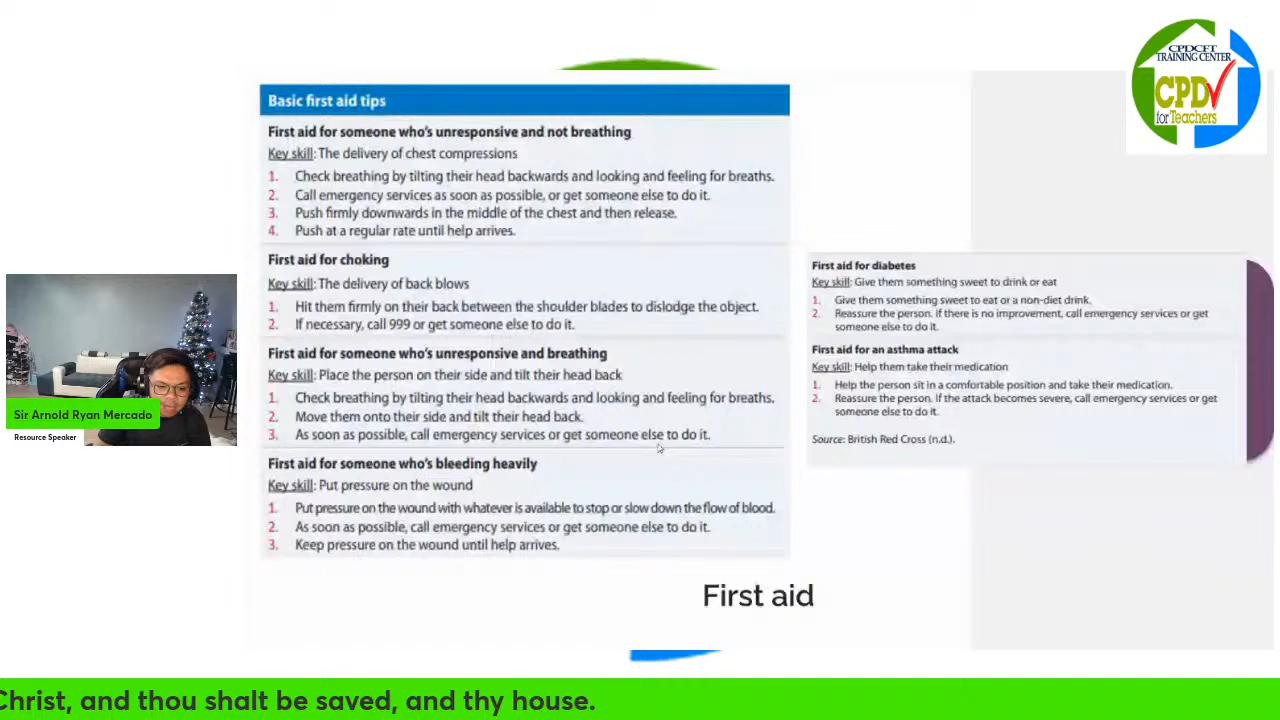 CPDCFT
TRAINING CENTER
CPD
for Teachers
Basic first aid tips
First aid for someone who's unresponsive and not breathing
Key skill: The delivery of chest compressions
1. Check breathing by tilting their head backwards and looking and feeling for breaths.
2. Call emergency services as soon as possible, or get someone else to do it.
3. Push firmly downwards in the middle of the chest and then release.
4. Push at a regular rate until help arrives.
First aid for choking
Key skill: The delivery of back blows
1. Hit them firmly on their back between the shoulder blades to dislodge the object.
2. If necessary, call 999 or get someone else to do it.
First aid for someone who's unresponsive and breathing
Key skill: Place the person on their side and tilt their head back
1. Check breathing by tilting their head backwards and looking and feeling for breaths.
2. Move them onto their side and tilt their head back.
3. As soon as possible, call emergency services or get someone else to do it.
First aid for someone who's bleeding heavily
Key skill: Put pressure on the wound
1. Put pressure on the wound with whatever is available to stop or slow down the flow of blood.
2. As soon as possible, call emergency services or get someone else to do it.
3. Keep pressure on the wound until help arrives.
First aid for diabetes
Key skill: Give them something sweet to drink or eat
1. Give them something sweet to eat or a non-diet drink.
2. Reassure the person. if there is no improvement, call emergency services or get
someone else to do it.
First aid for an asthma attack
Key skill: Help them take their medication
1. Help the person sit in a comfortable position and take their medication.
2. Reassure the person. If the attack becomes severe, call emergency services or get
someone else to do it.
Source: British Red Cross (n.d.).
Sir Arnold Ryan Mercado
Resource Speaker
First aid
Christ, and thou shalt be saved, and thy house.